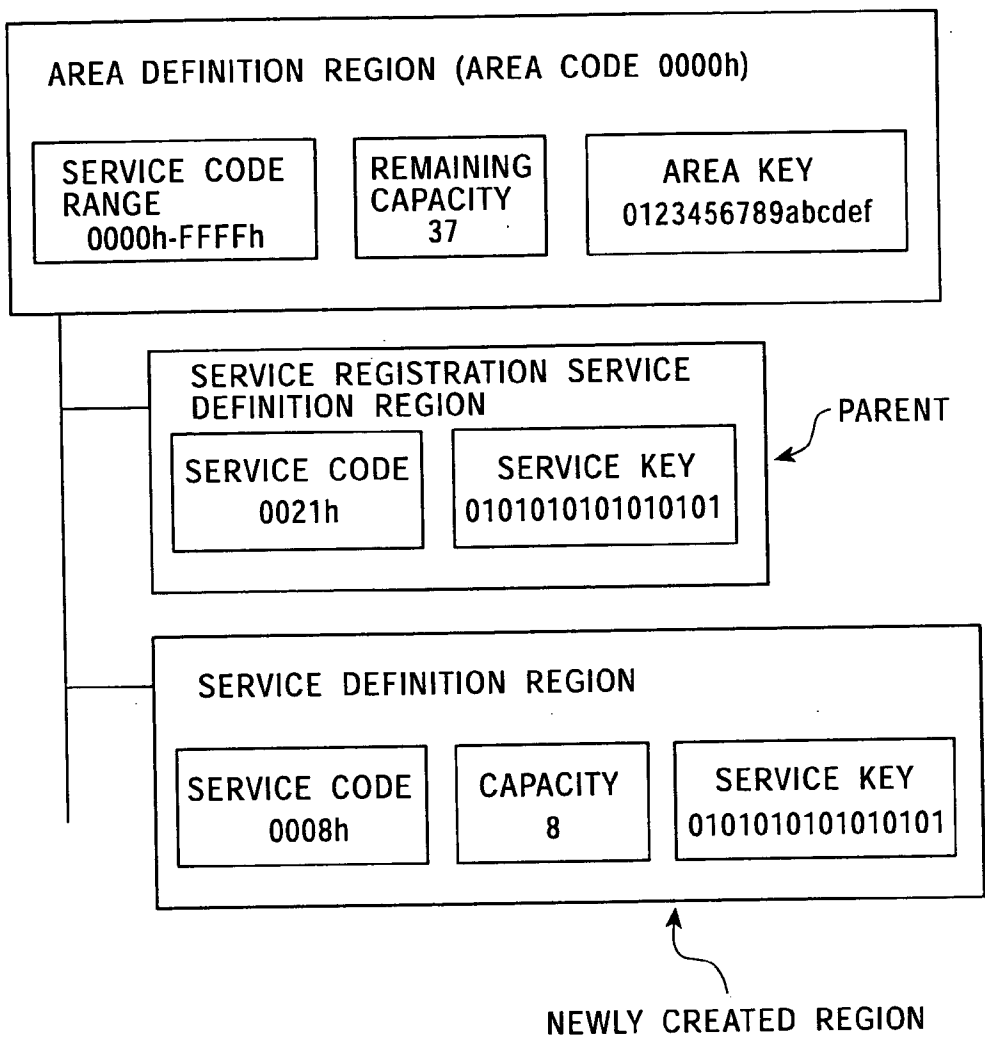 AREA DEFINITION REGION (AREA CODE 0000h)
SERVICE CODE
RANGE
0000h-FFFFh
REMAINING
CAPACITY
37
AREA KEY
0123456789abcdef
SERVICE REGISTRATION SERVICE
DEFINITION REGION
SERVICE CODE
0021h
SERVICE KEY
0101010101010101
PARENT
SERVICE DEFINITION REGION
SERVICE CODE
0008h
CAPACITY
8
SERVICE KEY
0101010101010101
NEWLY CREATED REGION